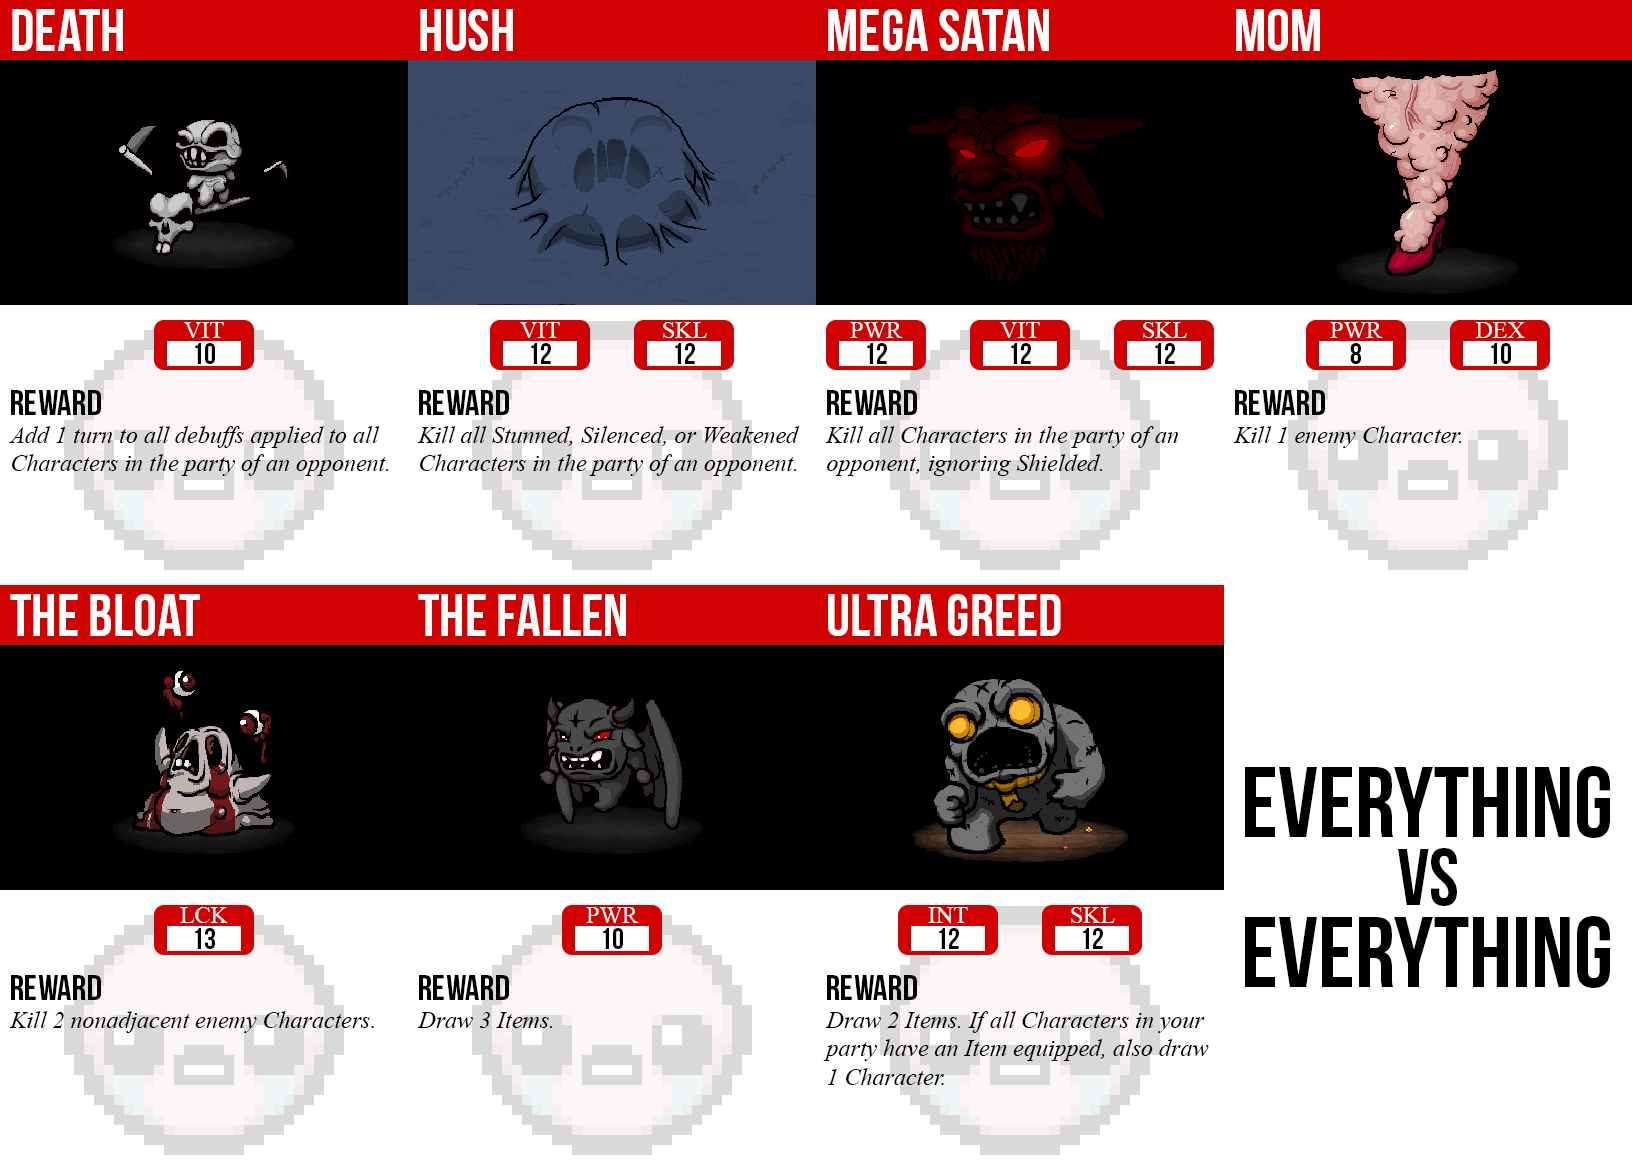 DEATH
VIT
10
REWARD
Add 1 turn to all debuffs applied to all
Characters in the party of an opponent.
HUSH
VIT
12
SKL
12
REWARD
Kill all Stunned, Silenced, or Weakened
Characters in the party of an opponent.
MEGA SATAN
PWR
12
VIT
12
SKL
12
REWARD
Kill all Characters in the party of an
opponent, ignoring Shielded.
MOM
PWR
8
DEX
10
REWARD
Kill 1 enemy Character.
THE BLOAT
LCK
13
REWARD
Kill 2 nonadjacent enemy Characters.
THE FALLEN
PWR
10
REWARD
Draw 3 Items.
ULTRA GREED
INT
12
SKL
12
REWARD
Draw 2 Items. If all Characters in your
party have an Item equipped, also draw
1 Character.
EVERYTHING
VS
EVERYTHING